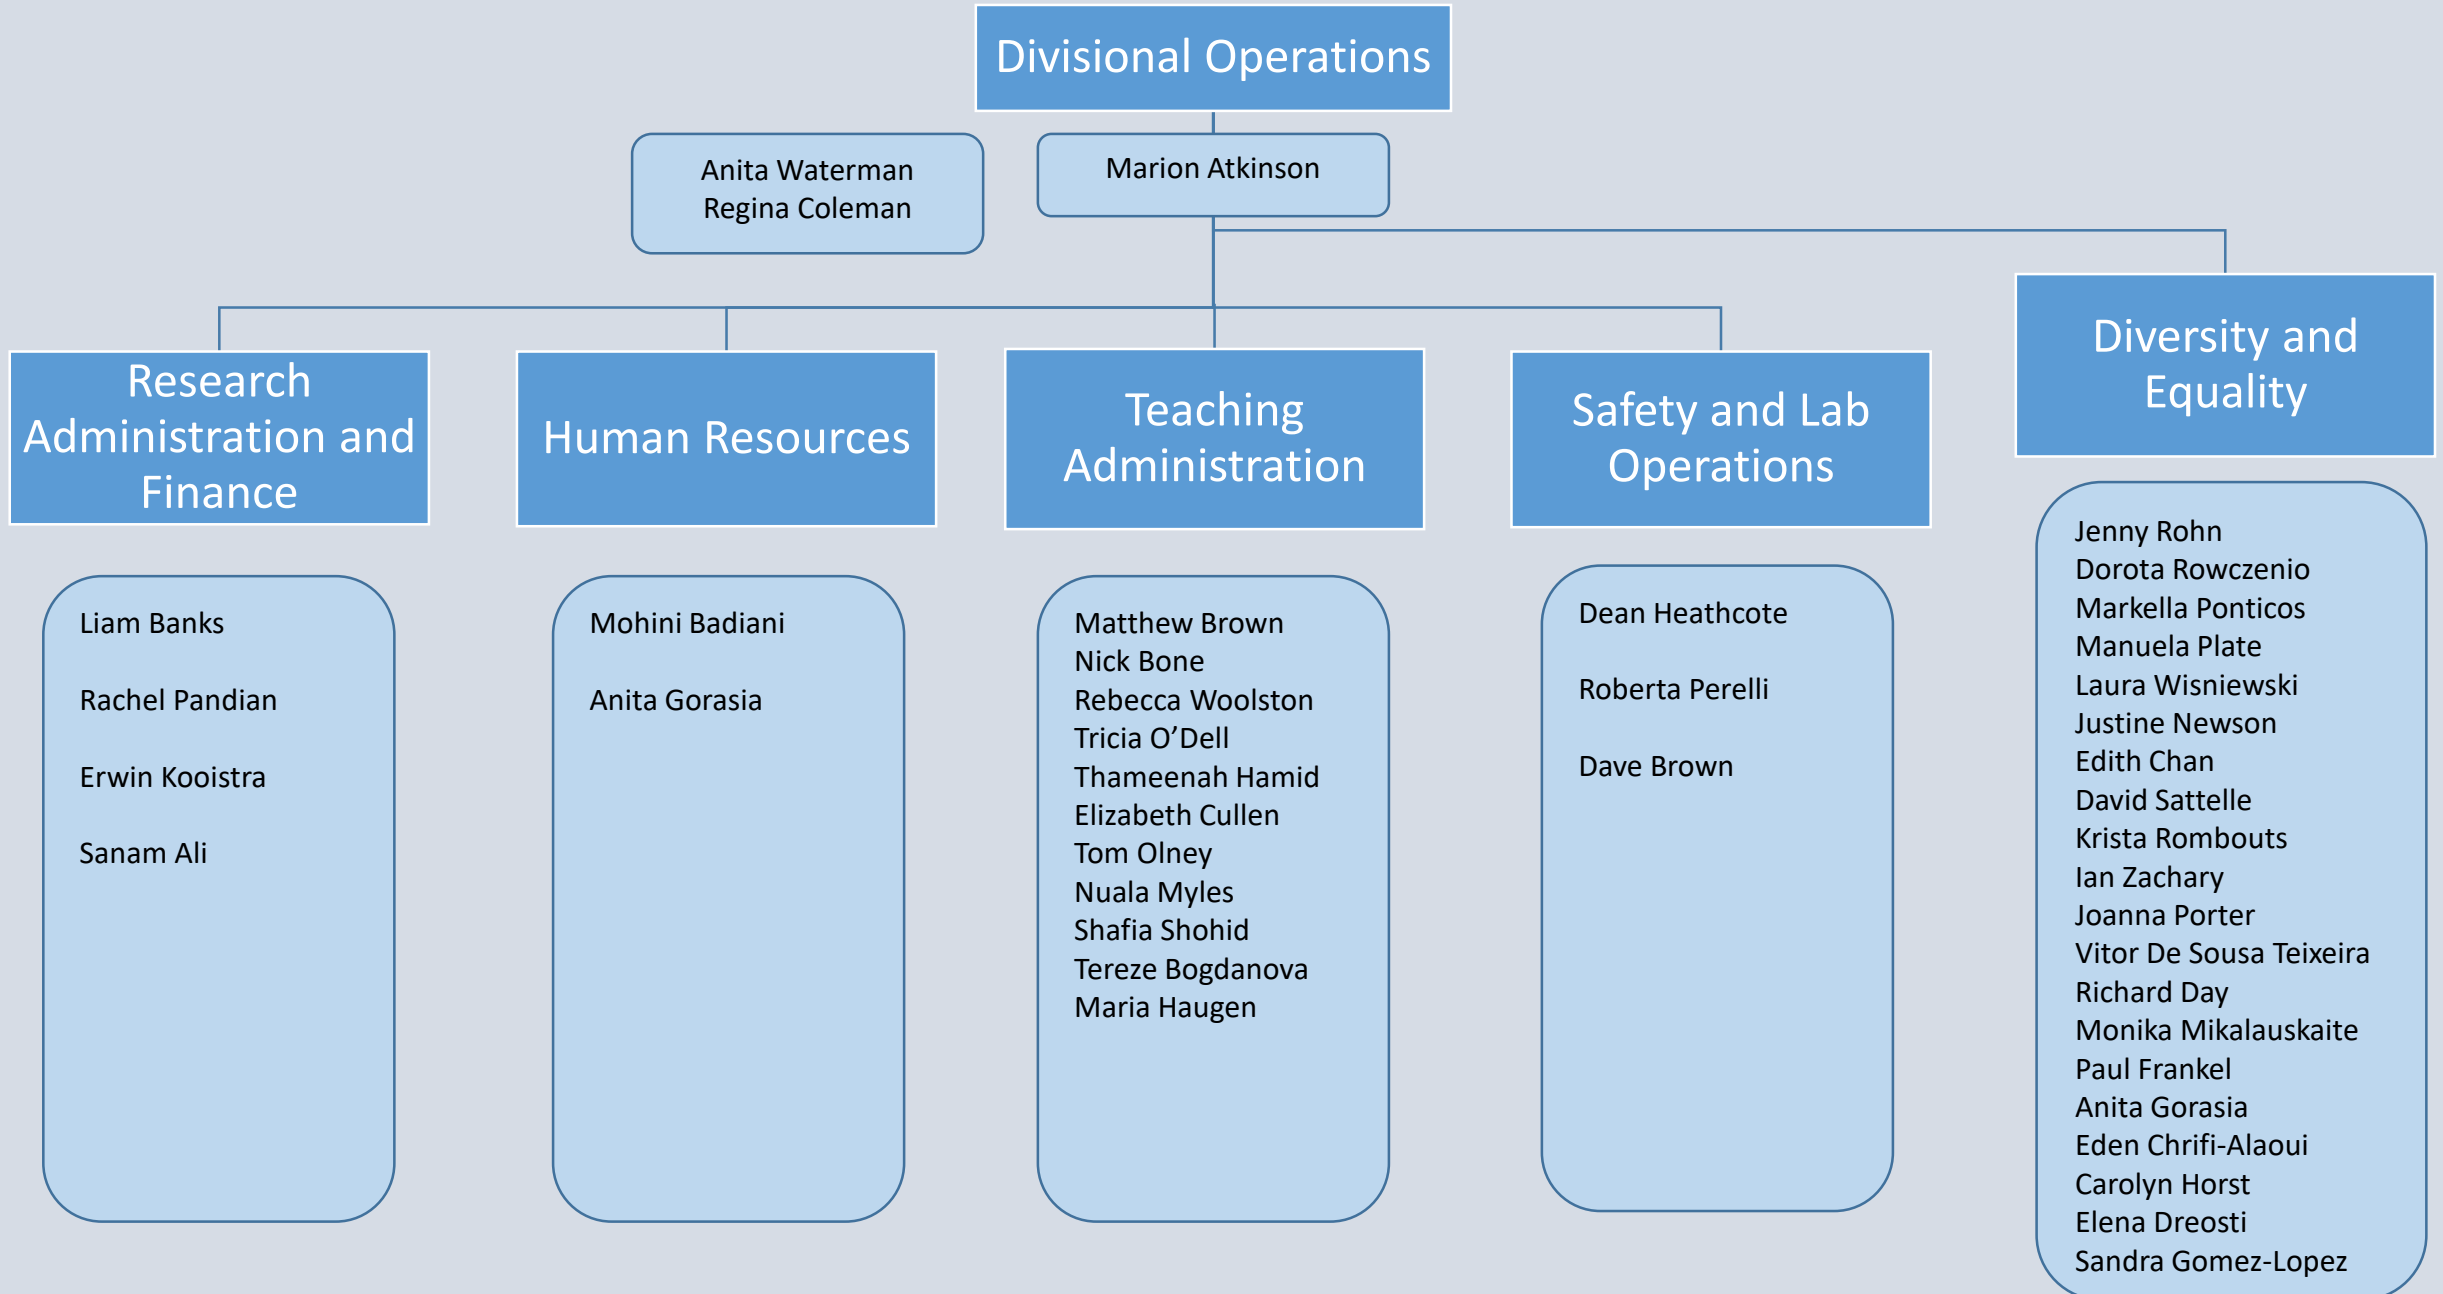 Divisional Operations
Anita Waterman
Regina Coleman
Marion Atkinson
Research
Administration and
Finance
Liam Banks
Rachel Pandian
Erwin Kooistra
Sanam Ali
Human Resources
Mohini Badiani
Anita Gorasia
Teaching
Administration
Matthew Brown
Nick Bone
Rebecca Woolston
Tricia O’Dell
Thameenah Hamid
Elizabeth Cullen
Tom Olney
Nuala Myles
Shafia Shohid
Tereze Bogdanova
Maria Haugen
Safety and Lab
Operations
Dean Heathcote
Roberta Perelli
Dave Brown
Diversity and
Equality
Jenny Rohn
Dorota Rowczenio
Markella Ponticos
Manuela Plate
Laura Wisniewski
Justine Newson
Edith Chan
David Sattelle
Krista Rombouts
Ian Zachary
Joanna Porter
Vitor De Sousa Teixeira
Richard Day
Monika Mikalauskaite
Paul Frankel
Anita Gorasia
Eden Chrifi-Alaoui
Carolyn Horst
Elena Dreosti
Sandra Gomez-Lopez